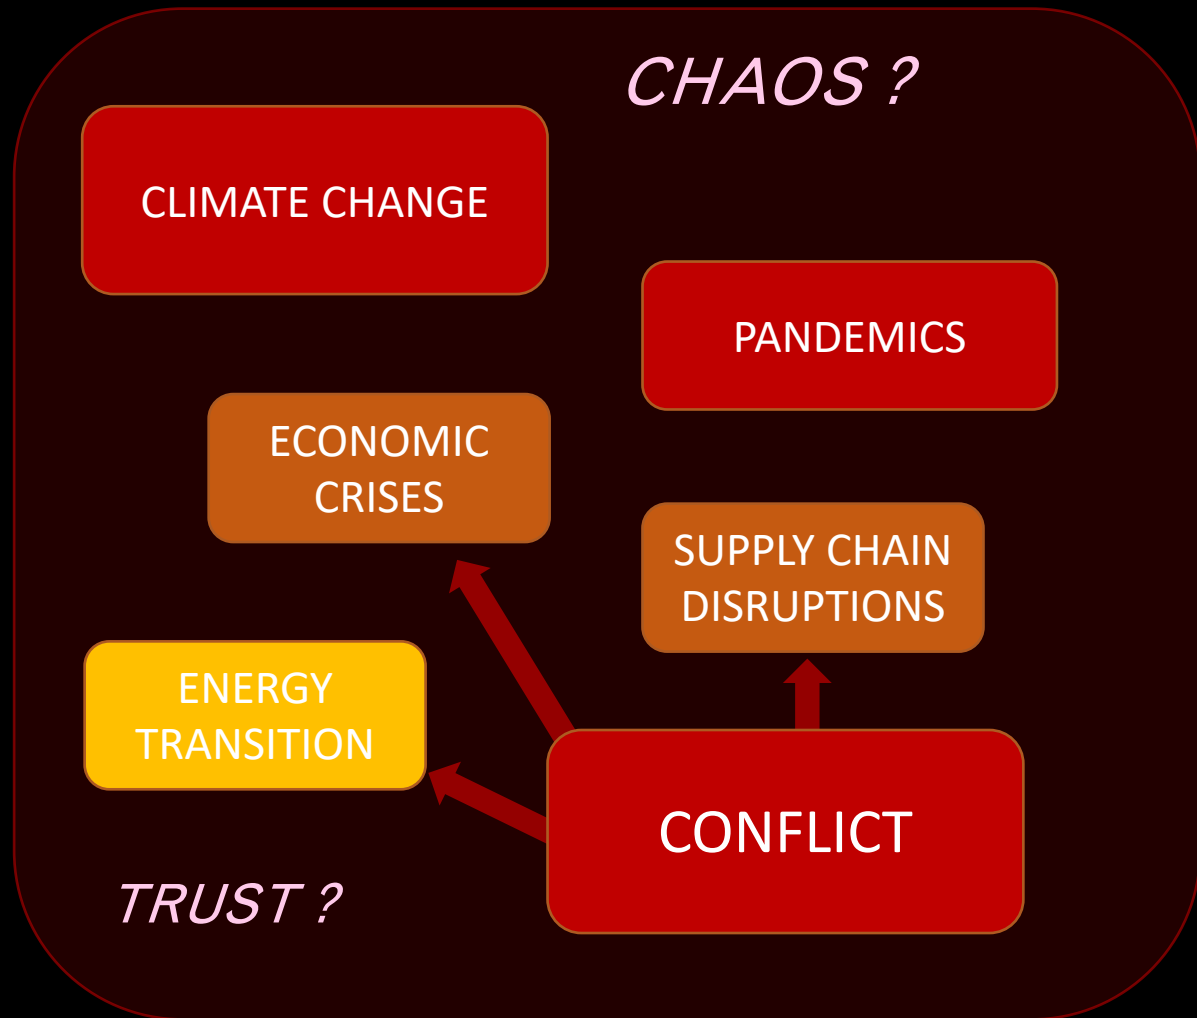 CHAOS ?
CLIMATE CHANGE
PANDEMICS
ECONOMIC
CRISES
SUPPLY CHAIN
DISRUPTIONS
ENERGY
TRANSITION
CONFLICT
TRUST ?